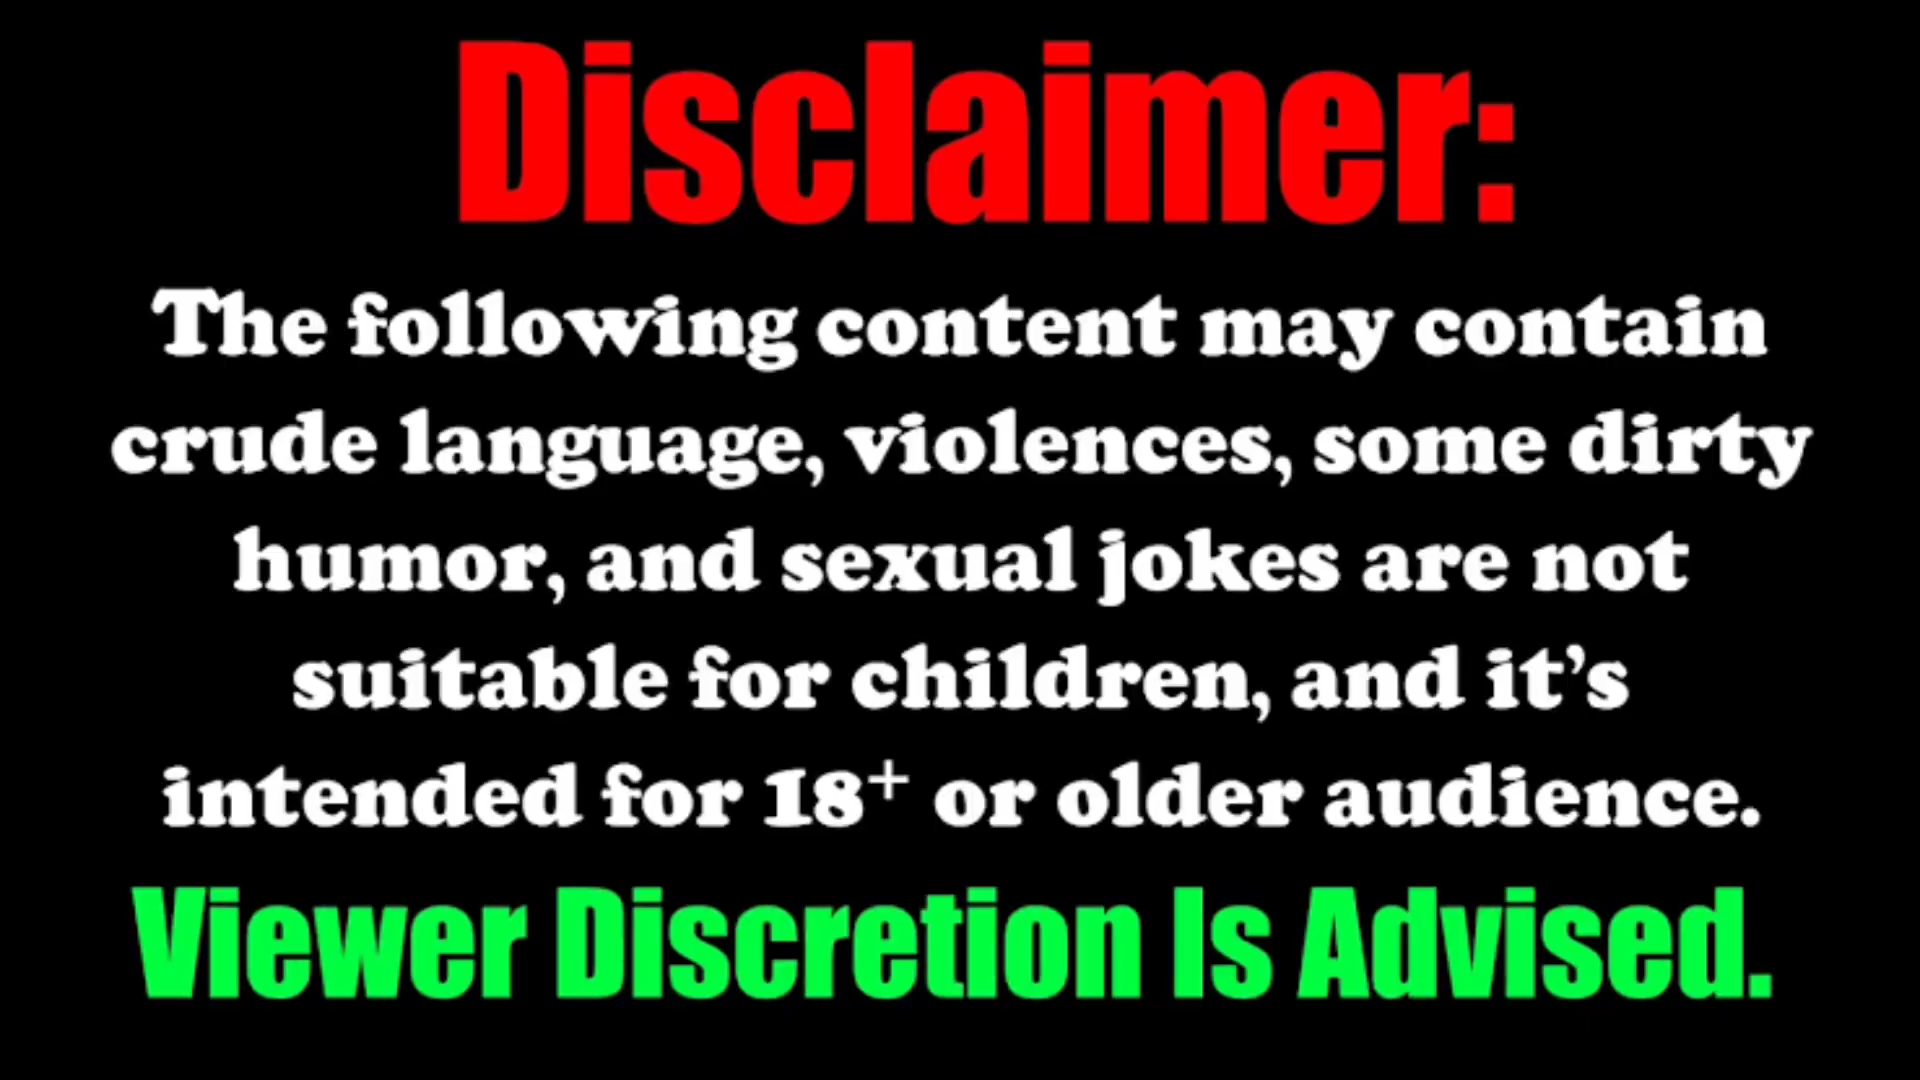 Disclaimer:
The following content may contain
crude language, violences, some dirty
humor, and sexual jokes are not
suitable for children, and it’s
intended for 18+ or older audience.
Viewer Discretion Is Advised.